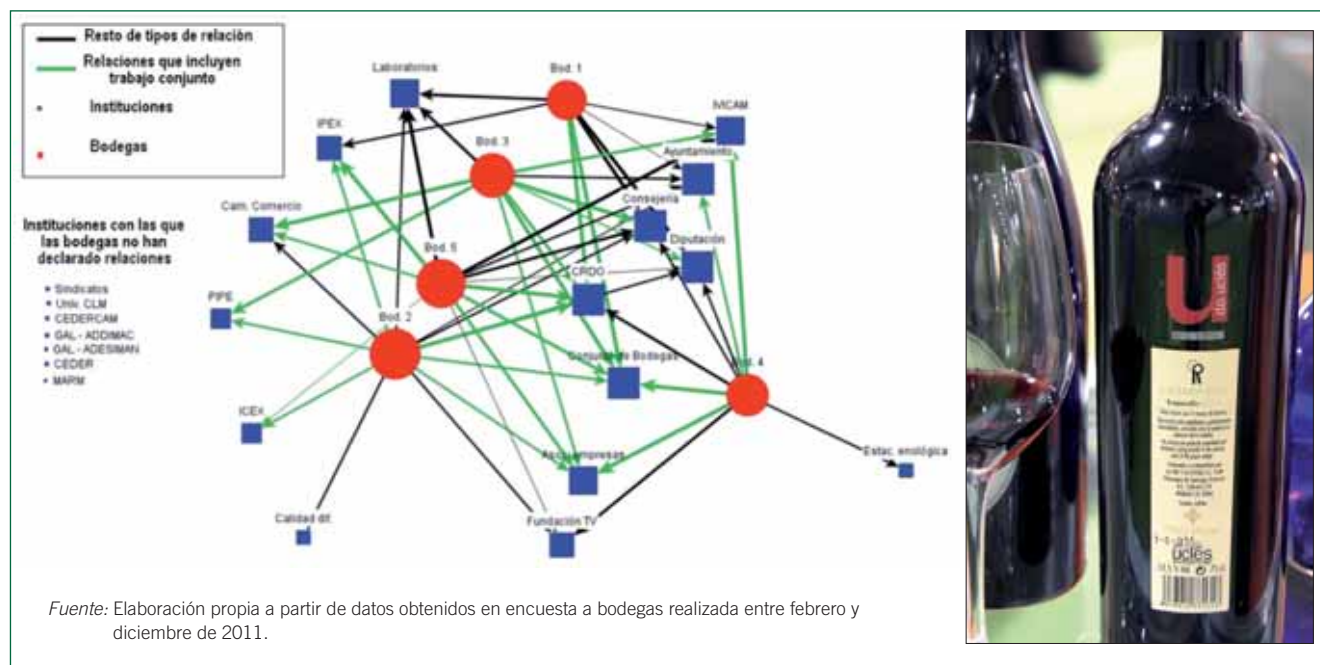 Resto de tipos de relación
Relaciones que incluyen
trabajo conjunto
Instituciones
Bodegas
Laboratorios
Bod. 1
IVICAM
IPEX
Bod. 3
Ayuntamiento
Cam. Comercio
Consejería
Instituciones con las que
las bodegas no han
declarado relaciones
Bod. 5
Diputación
CRDO
Sindicatos
Univ. CLM
CEDERCAM
GAL - ADDIMAC
GAL - ADESIMAN
CEDER
MARM
PIPE
Bod. 2
Conjunto de Bodegas
Bod. 4
ICEX
Asoc. empresas
Estac. enológica
Calidad dif.
Fundación TV
Fuente: Elaboración propia a partir de datos obtenidos en encuesta a bodegas realizada entre febrero y
diciembre de 2011.
U
do. uclés
R
uclés